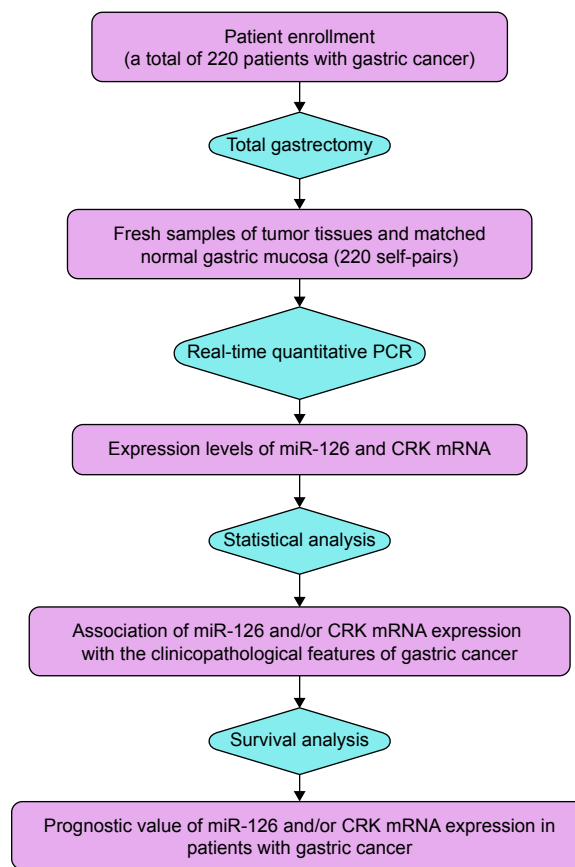 Patient enrollment
(a total of 220 patients with gastric cancer)
Total gastrectomy
Fresh samples of tumor tissues and matched
normal gastric mucosa (220 self-pairs)
Real-time quantitative PCR
Expression levels of miR-126 and CRK mRNA
Statistical analysis
Association of miR-126 and/or CRK mRNA expression
with the clinicopathological features of gastric cancer
Survival analysis
Prognostic value of miR-126 and/or CRK mRNA expression in
patients with gastric cancer